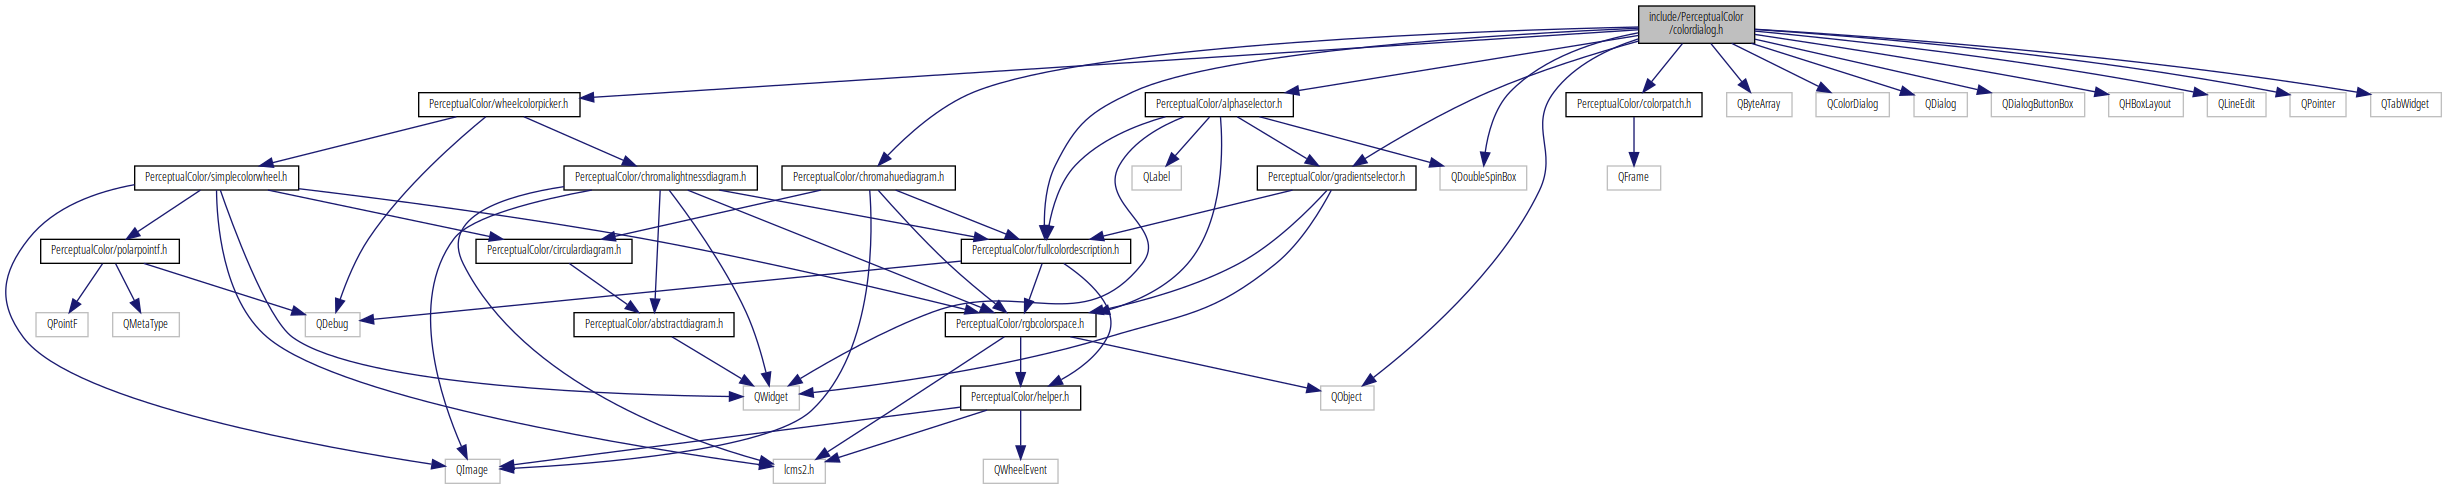 include/PerceptualColor
/colordialog.h
PerceptualColor/wheelcolorpicker.h
PerceptualColor/alphaselector.h
PerceptualColor/colorpatch.h
QByteArray
QColorDialog
QDialog
QDialogButtonBox
QHBoxLayout
QLineEdit
QPointer
QTabWidget
PerceptualColor/simplecolorwheel.h
PerceptualColor/chromalightnessdiagram.h
PerceptualColor/chromahuediagram.h
QLabel
PerceptualColor/gradientselector.h
QDoubleSpinBox
QFrame
PerceptualColor/polarpointf.h
PerceptualColor/circulardiagram.h
PerceptualColor/fullcolordescription.h
QPointF
QMetaType
QDebug
PerceptualColor/abstractdiagram.h
PerceptualColor/rgbcolorspace.h
QWidget
PerceptualColor/helper.h
QObject
QImage
lcms2.h
QWheelEvent